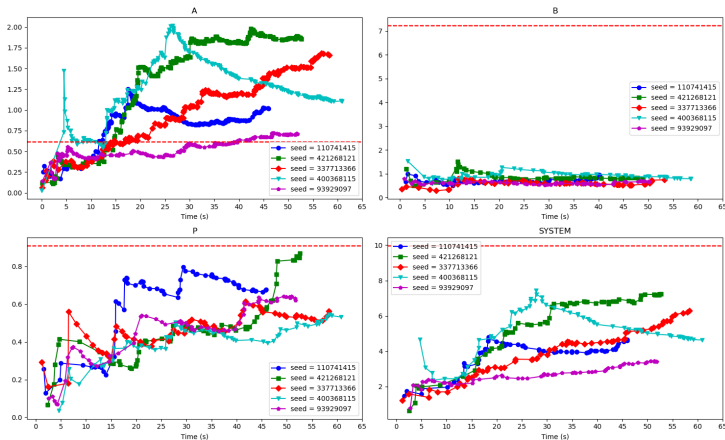 A
2.00
1.75
1.50
1.25
1.00
0.75
0.50
0.25
0.00
seed = 110741415
seed = 421268121
seed = 337713366
seed = 400368115
seed = 93929097
0 5 10 15 20 25 30 35 40 45 50 55 60 65
Time (s)
B
7
6
5
4
3
2
1
0
seed = 110741415
seed = 421268121
seed = 337713366
seed = 400368115
seed = 93929097
0 5 10 15 20 25 30 35 40 45 50 55 60 65
Time (s)
P
0.8
0.6
0.4
0.2
0.0
seed = 110741415
seed = 421268121
seed = 337713366
seed = 400368115
seed = 93929097
0 5 10 15 20 25 30 35 40 45 50 55 60 65
Time (s)
SYSTEM
10
8
6
4
2
seed = 110741415
seed = 421268121
seed = 337713366
seed = 400368115
seed = 93929097
0 5 10 15 20 25 30 35 40 45 50 55 60 65
Time (s)